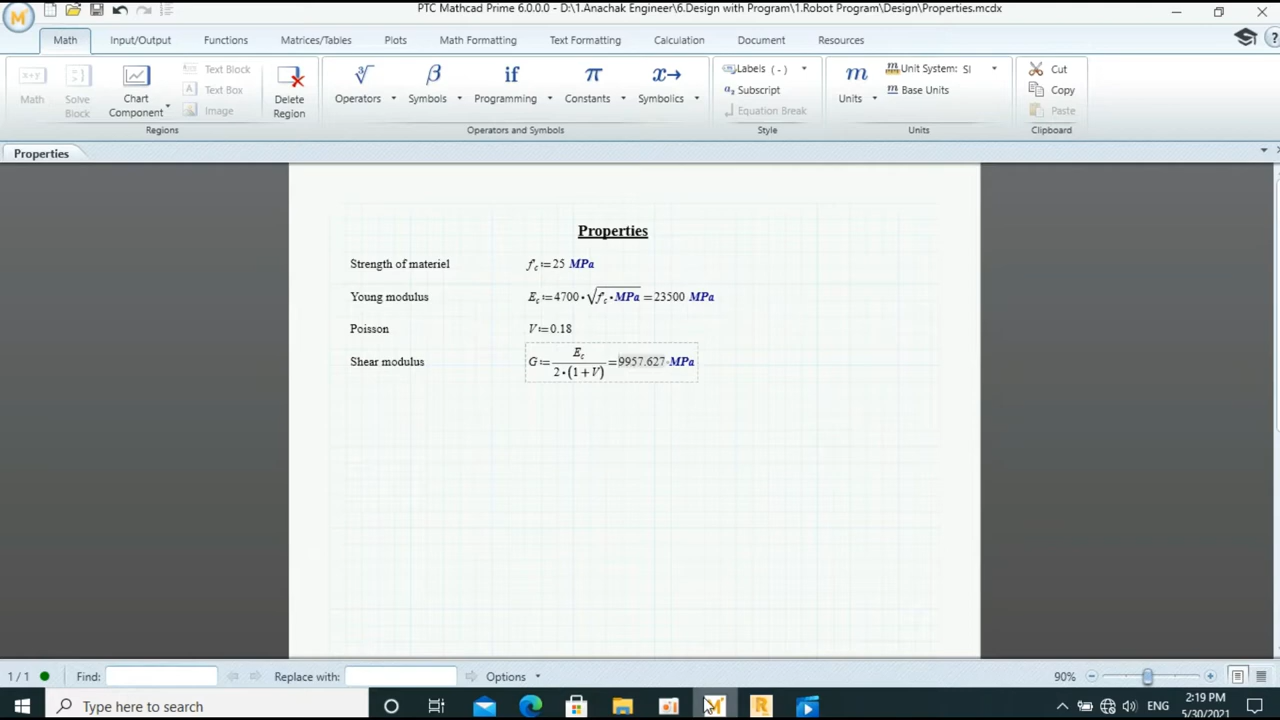 PTC Mathcad Prime 6.0.0.0 - D:\1.Anachak Engineer\6.Design with Program\1.Robot Program\Design\Properties.mcdx
Math Input/Output Functions Matrices/Tables Plots Math Formatting Text Formatting Calculation Document Resources
Math Solve Block Chart Component Text Block Text Box Image Delete Region
Operators Symbols if Programming π Constants Symbolics
Labels ( - ) Subscript Equation Break
Units Unit System: SI Base Units
Cut Copy Paste
Regions Operators and Symbols Style Units Clipboard
Properties
Properties
Strength of materiel f'c := 25 MPa
Young modulus Ec := 4700 · √(f'c · MPa) = 23500 MPa
Poisson V := 0.18
Shear modulus G := Ec / (2 · (1 + V)) = 9957.627 · MPa
1 / 1 Find: Replace with: Options 90%
Type here to search ENG 2:19 PM
5/30/2021